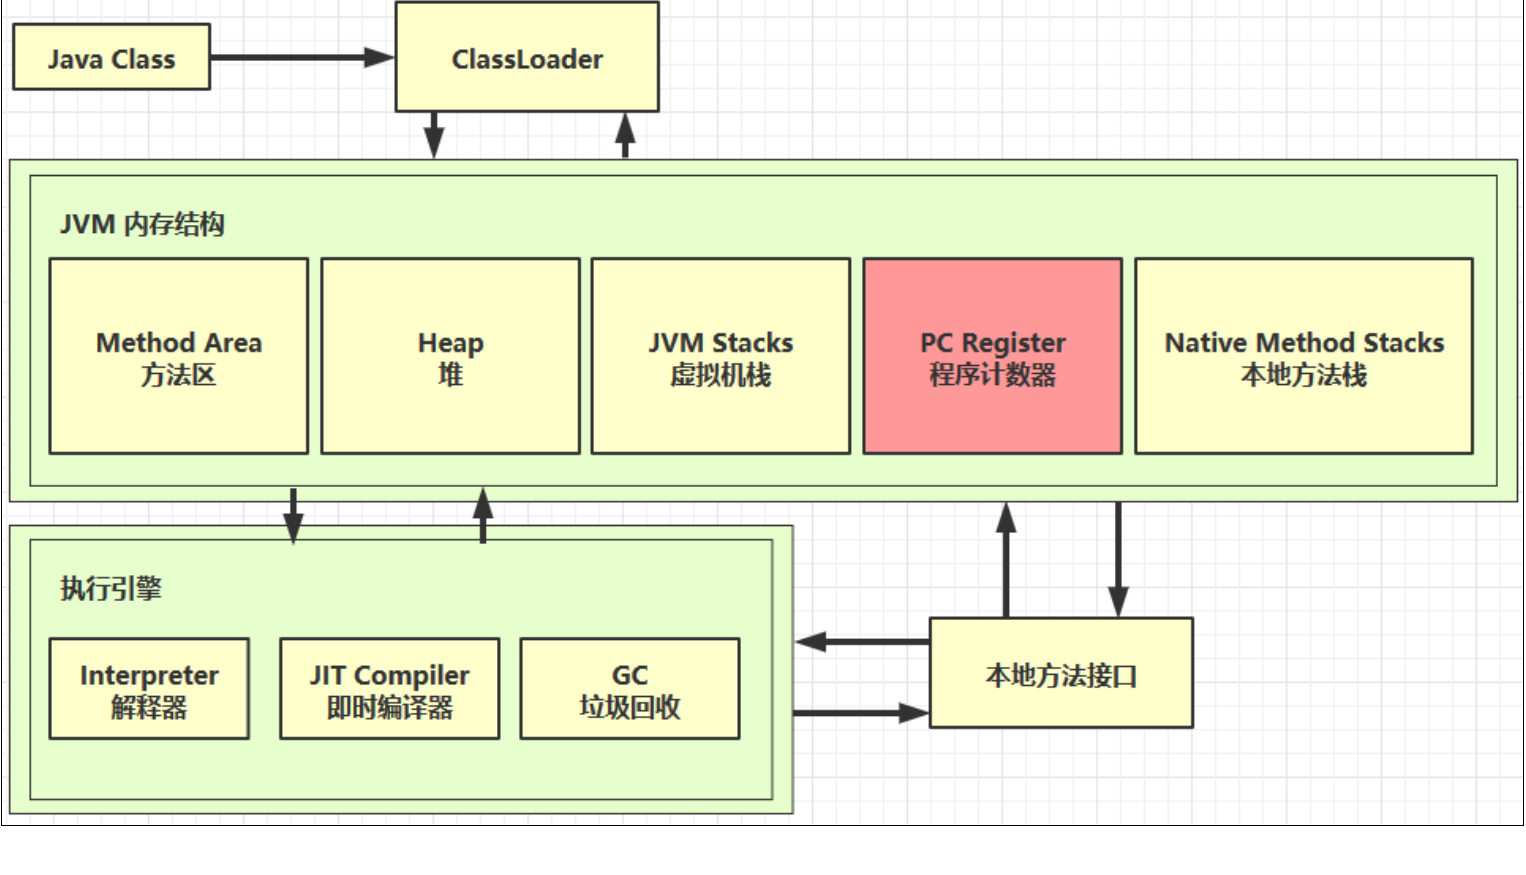 Java Class
ClassLoader
JVM 内存结构
Method Area
方法区
Heap
堆
JVM Stacks
虚拟机栈
PC Register
程序计数器
Native Method Stacks
本地方法栈
执行引擎
Interpreter
解释器
JIT Compiler
即时编译器
GC
垃圾回收
本地方法接口